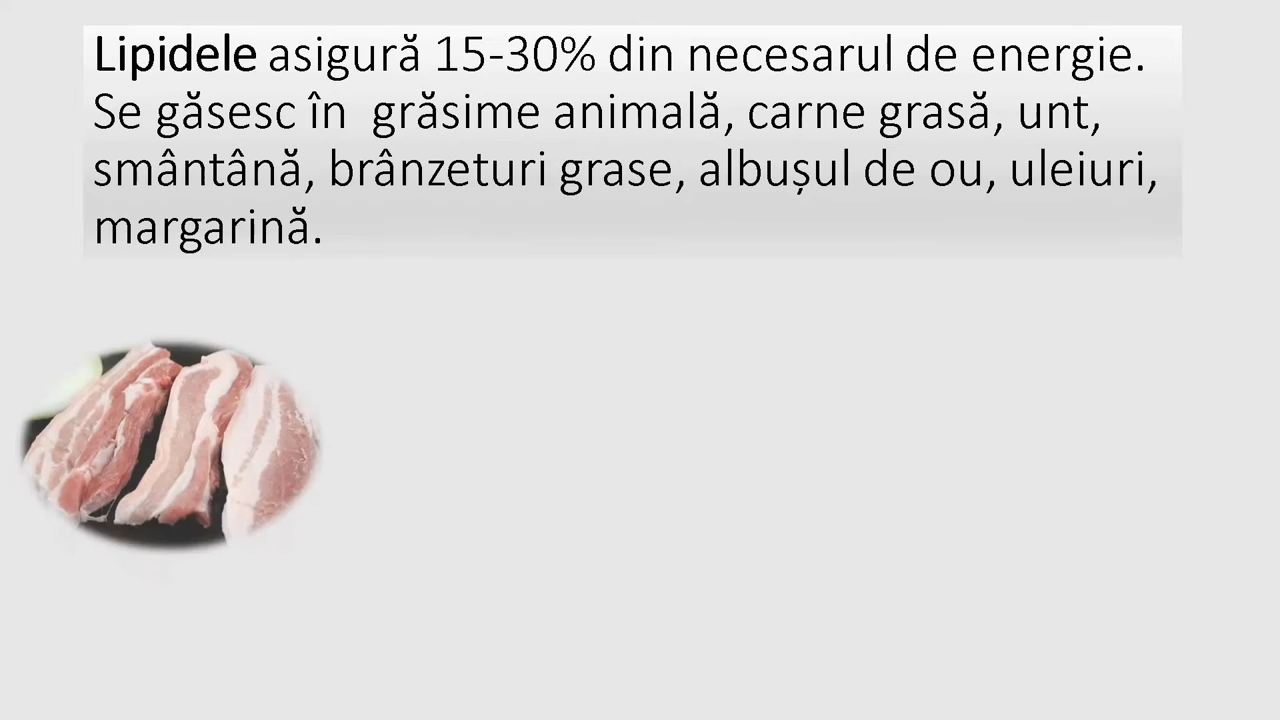 Lipidele asigură 15-30% din necesarul de energie.
Se găsesc în grăsime animală, carne grasă, unt,
smântână, brânzeturi grase, albușul de ou, uleiuri,
margarină.